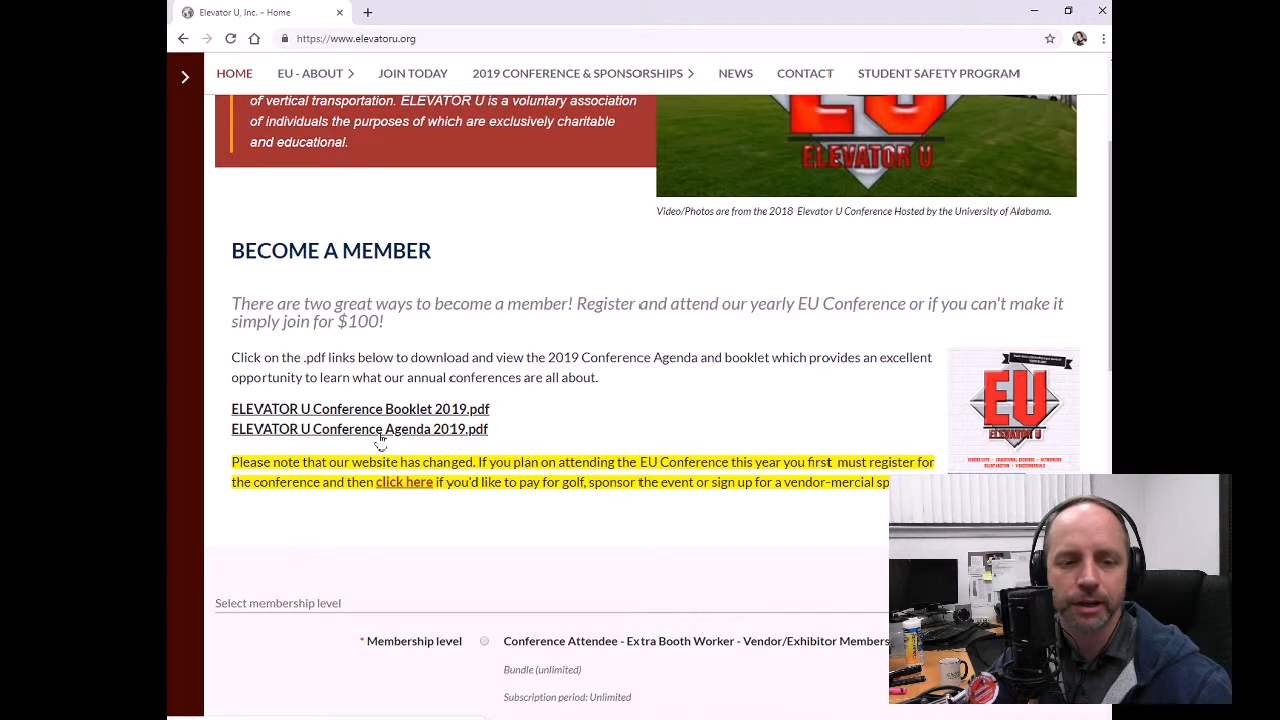 Elevator U, Inc. - Home
https://www.elevatoru.org
HOME EU - ABOUT JOIN TODAY 2019 CONFERENCE & SPONSORSHIPS NEWS CONTACT STUDENT SAFETY PROGRAM
of vertical transportation. ELEVATOR U is a voluntary association
of individuals the purposes of which are exclusively charitable
and educational.
EU
ELEVATOR U
Video/Photos are from the 2018 Elevator U Conference Hosted by the University of Alabama.
BECOME A MEMBER
There are two great ways to become a member! Register and attend our yearly EU Conference or if you can't make it
simply join for $100!
Click on the .pdf links below to download and view the 2019 Conference Agenda and booklet which provides an excellent
opportunity to learn what our annual conferences are all about.
ELEVATOR U Conference Booklet 2019.pdf
ELEVATOR U Conference Agenda 2019.pdf
EU
ELEVATOR U
Please note that our website has changed. If you plan on attending the EU Conference this year you first must register for
the conference and then click here if you'd like to pay for golf, sponsor the event or sign up for a vendor-mercial sp
Select membership level
* Membership level
Conference Attendee - Extra Booth Worker - Vendor/Exhibitor Members
Bundle (unlimited)
Subscription period: Unlimited